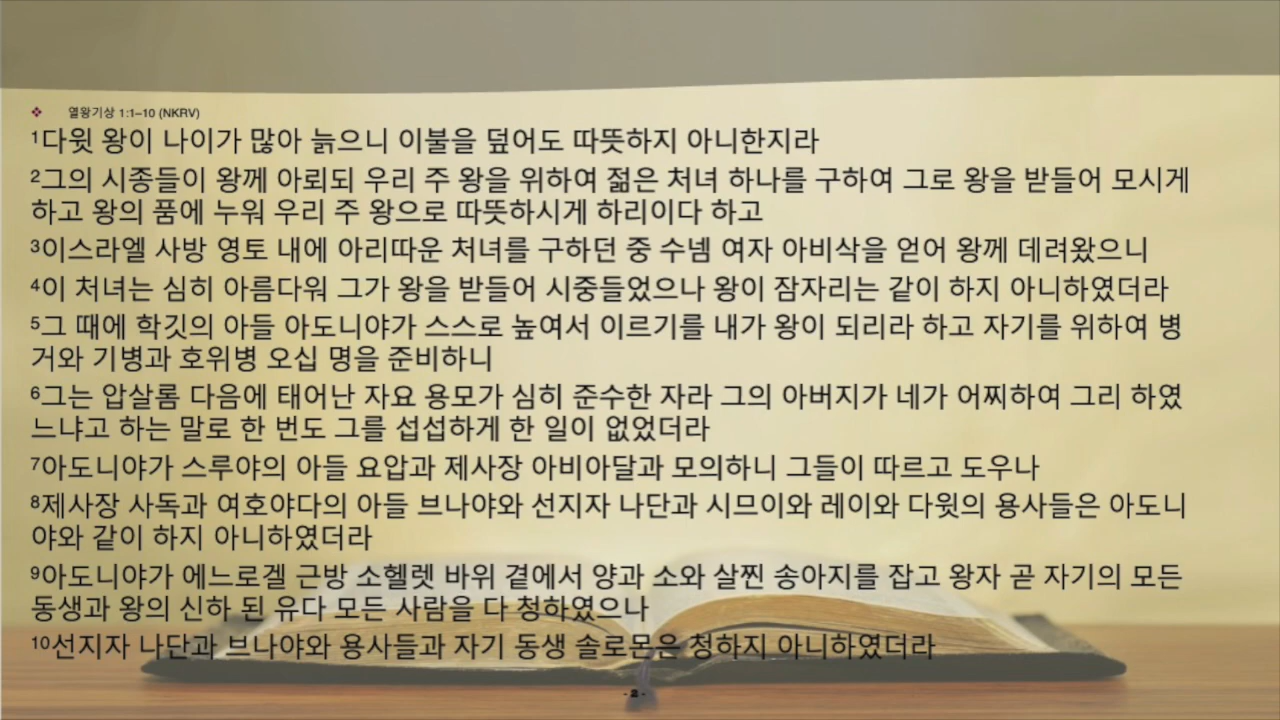 ❖ 열왕기상 1:1–10 (NKRV)
1다윗 왕이 나이가 많아 늙으니 이불을 덮어도 따뜻하지 아니한지라
2그의 시종들이 왕께 아뢰되 우리 주 왕을 위하여 젊은 처녀 하나를 구하여 그로 왕을 받들어 모시게
하고 왕의 품에 누워 우리 주 왕으로 따뜻하시게 하리이다 하고
3이스라엘 사방 영토 내에 아리따운 처녀를 구하던 중 수넴 여자 아비삭을 얻어 왕께 데려왔으니
4이 처녀는 심히 아름다워 그가 왕을 받들어 시중들었으나 왕이 잠자리는 같이 하지 아니하였더라
5그 때에 학깃의 아들 아도니야가 스스로 높여서 이르기를 내가 왕이 되리라 하고 자기를 위하여 병
거와 기병과 호위병 오십 명을 준비하니
6그는 압살롬 다음에 태어난 자요 용모가 심히 준수한 자라 그의 아버지가 네가 어찌하여 그리 하였
느냐고 하는 말로 한 번도 그를 섭섭하게 한 일이 없었더라
7아도니야가 스루야의 아들 요압과 제사장 아비아달과 모의하니 그들이 따르고 도우나
8제사장 사독과 여호야다의 아들 브나야와 선지자 나단과 시므이와 레이와 다윗의 용사들은 아도니
야와 같이 하지 아니하였더라
9아도니야가 에느로겔 근방 소헬렛 바위 곁에서 양과 소와 살찐 송아지를 잡고 왕자 곧 자기의 모든
동생과 왕의 신하 된 유다 모든 사람을 다 청하였으나
10선지자 나단과 브나야와 용사들과 자기 동생 솔로몬은 청하지 아니하였더라
- 2 -